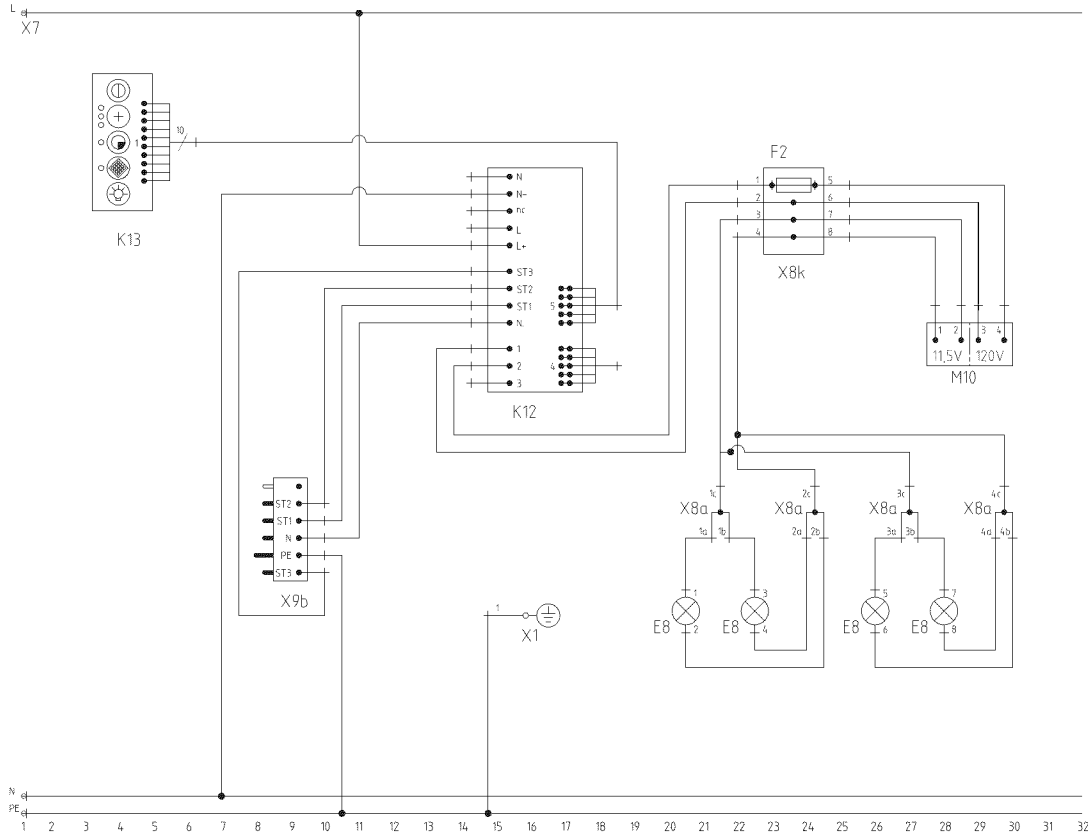 L
X7
10
1
K13
N
N-
nc
L
L+
ST3
ST2
ST1
N
1
2
3
5
4
K12
F2
1 5
2 6
3 7
4 8
X8k
1 2 3 4
11,5V 120V
M10
ST2
ST1
N
PE
ST3
X9b
1
X1
1c 2c 3c 4c
X8a X8a X8a X8a
1a 1b 2a 2b 3a 3b 4a 4b
1 3 5 7
E8 E8 E8 E8
2 4 6 8
N
PE
1 2 3 4 5 6 7 8 9 10 11 12 13 14 15 16 17 18 19 20 21 22 23 24 25 26 27 28 29 30 31 32